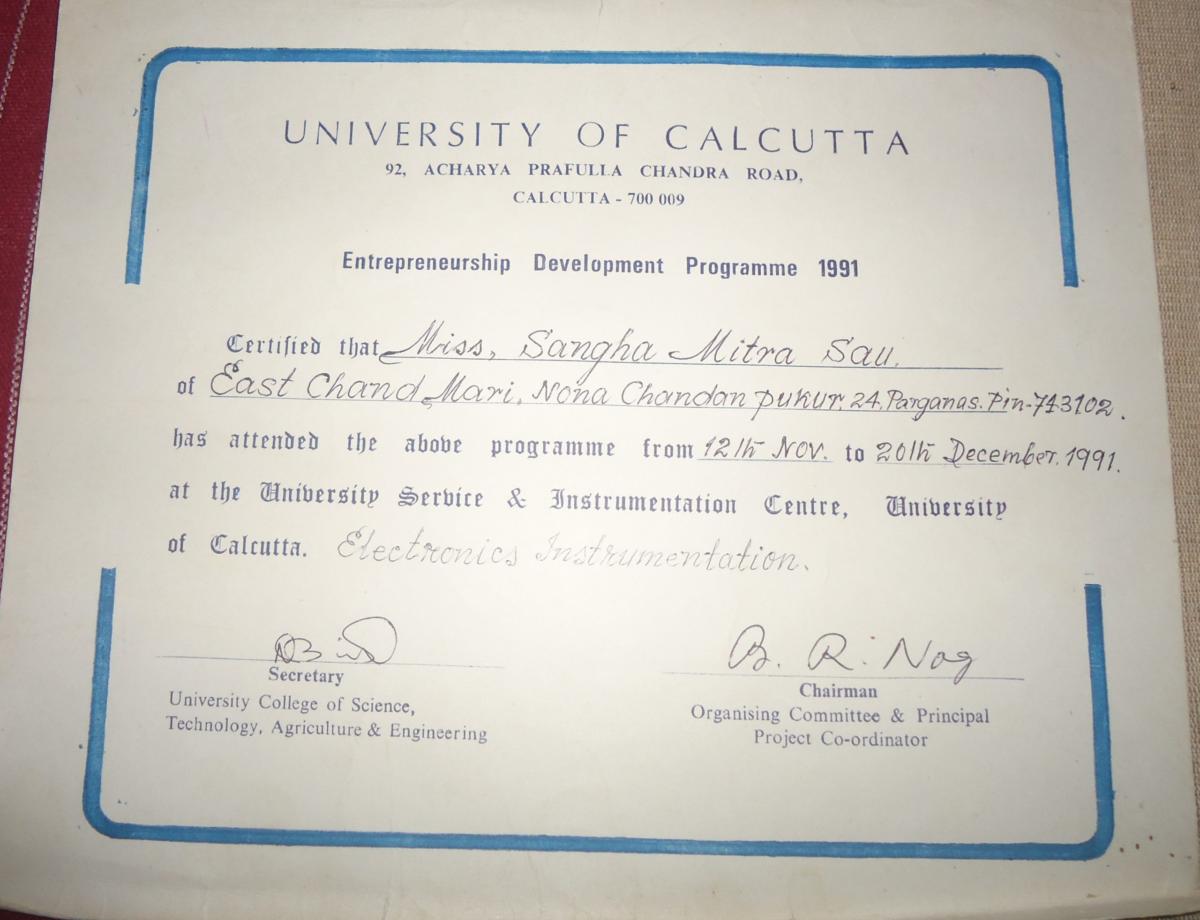 UNIVERSITY OF CALCUTTA
92, ACHARYA PRAFULLA CHANDRA ROAD,
CALCUTTA - 700 009
Entrepreneurship Development Programme 1991
Certified that Miss, Sangha Mitra Sau.
of East Chand Mari, Nona Chandan pukur, 24, Parganas. Pin-743102.
has attended the above programme from 12th Nov. to 20th December, 1991.
at the University Service & Instrumentation Centre, University
of Calcutta. Electronics Instrumentation.
B. R. Nag
Secretary
University College of Science,
Technology, Agriculture & Engineering
Chairman
Organising Committee & Principal
Project Co-ordinator